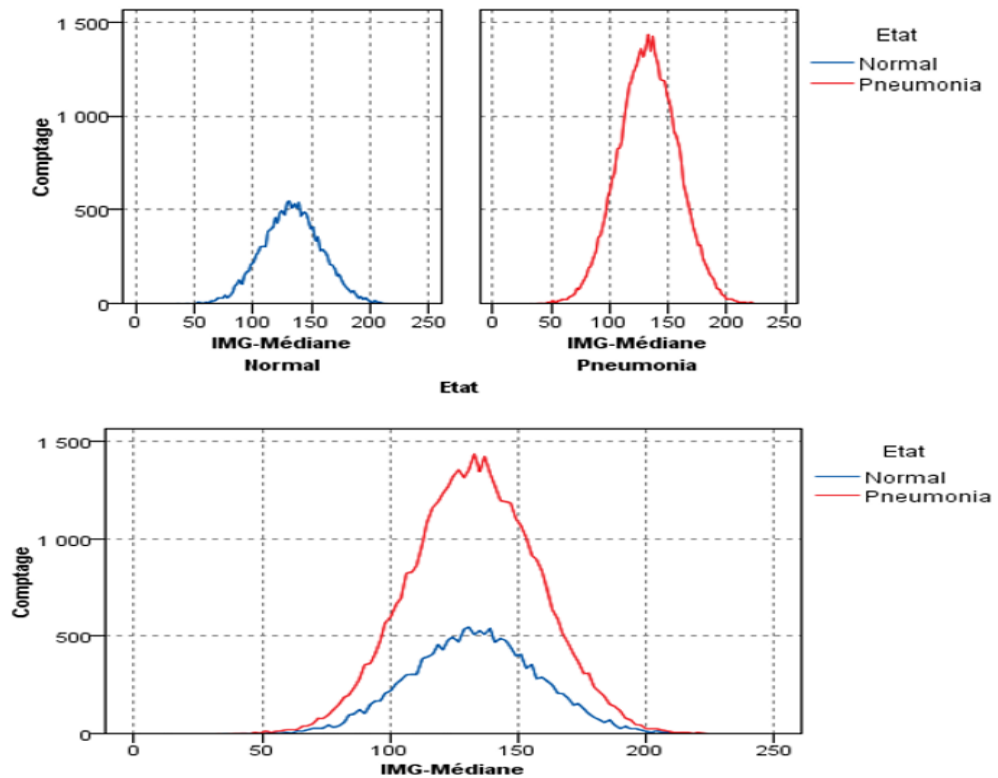 1 500
1 000
500
0
Comptage
0 50 100 150 200 250
IMG-Médiane
Normal
0 50 100 150 200 250
IMG-Médiane
Pneumonia
Etat
Etat
Normal
Pneumonia
1 500
1 000
500
0
Comptage
0 50 100 150 200 250
IMG-Médiane
Etat
Normal
Pneumonia